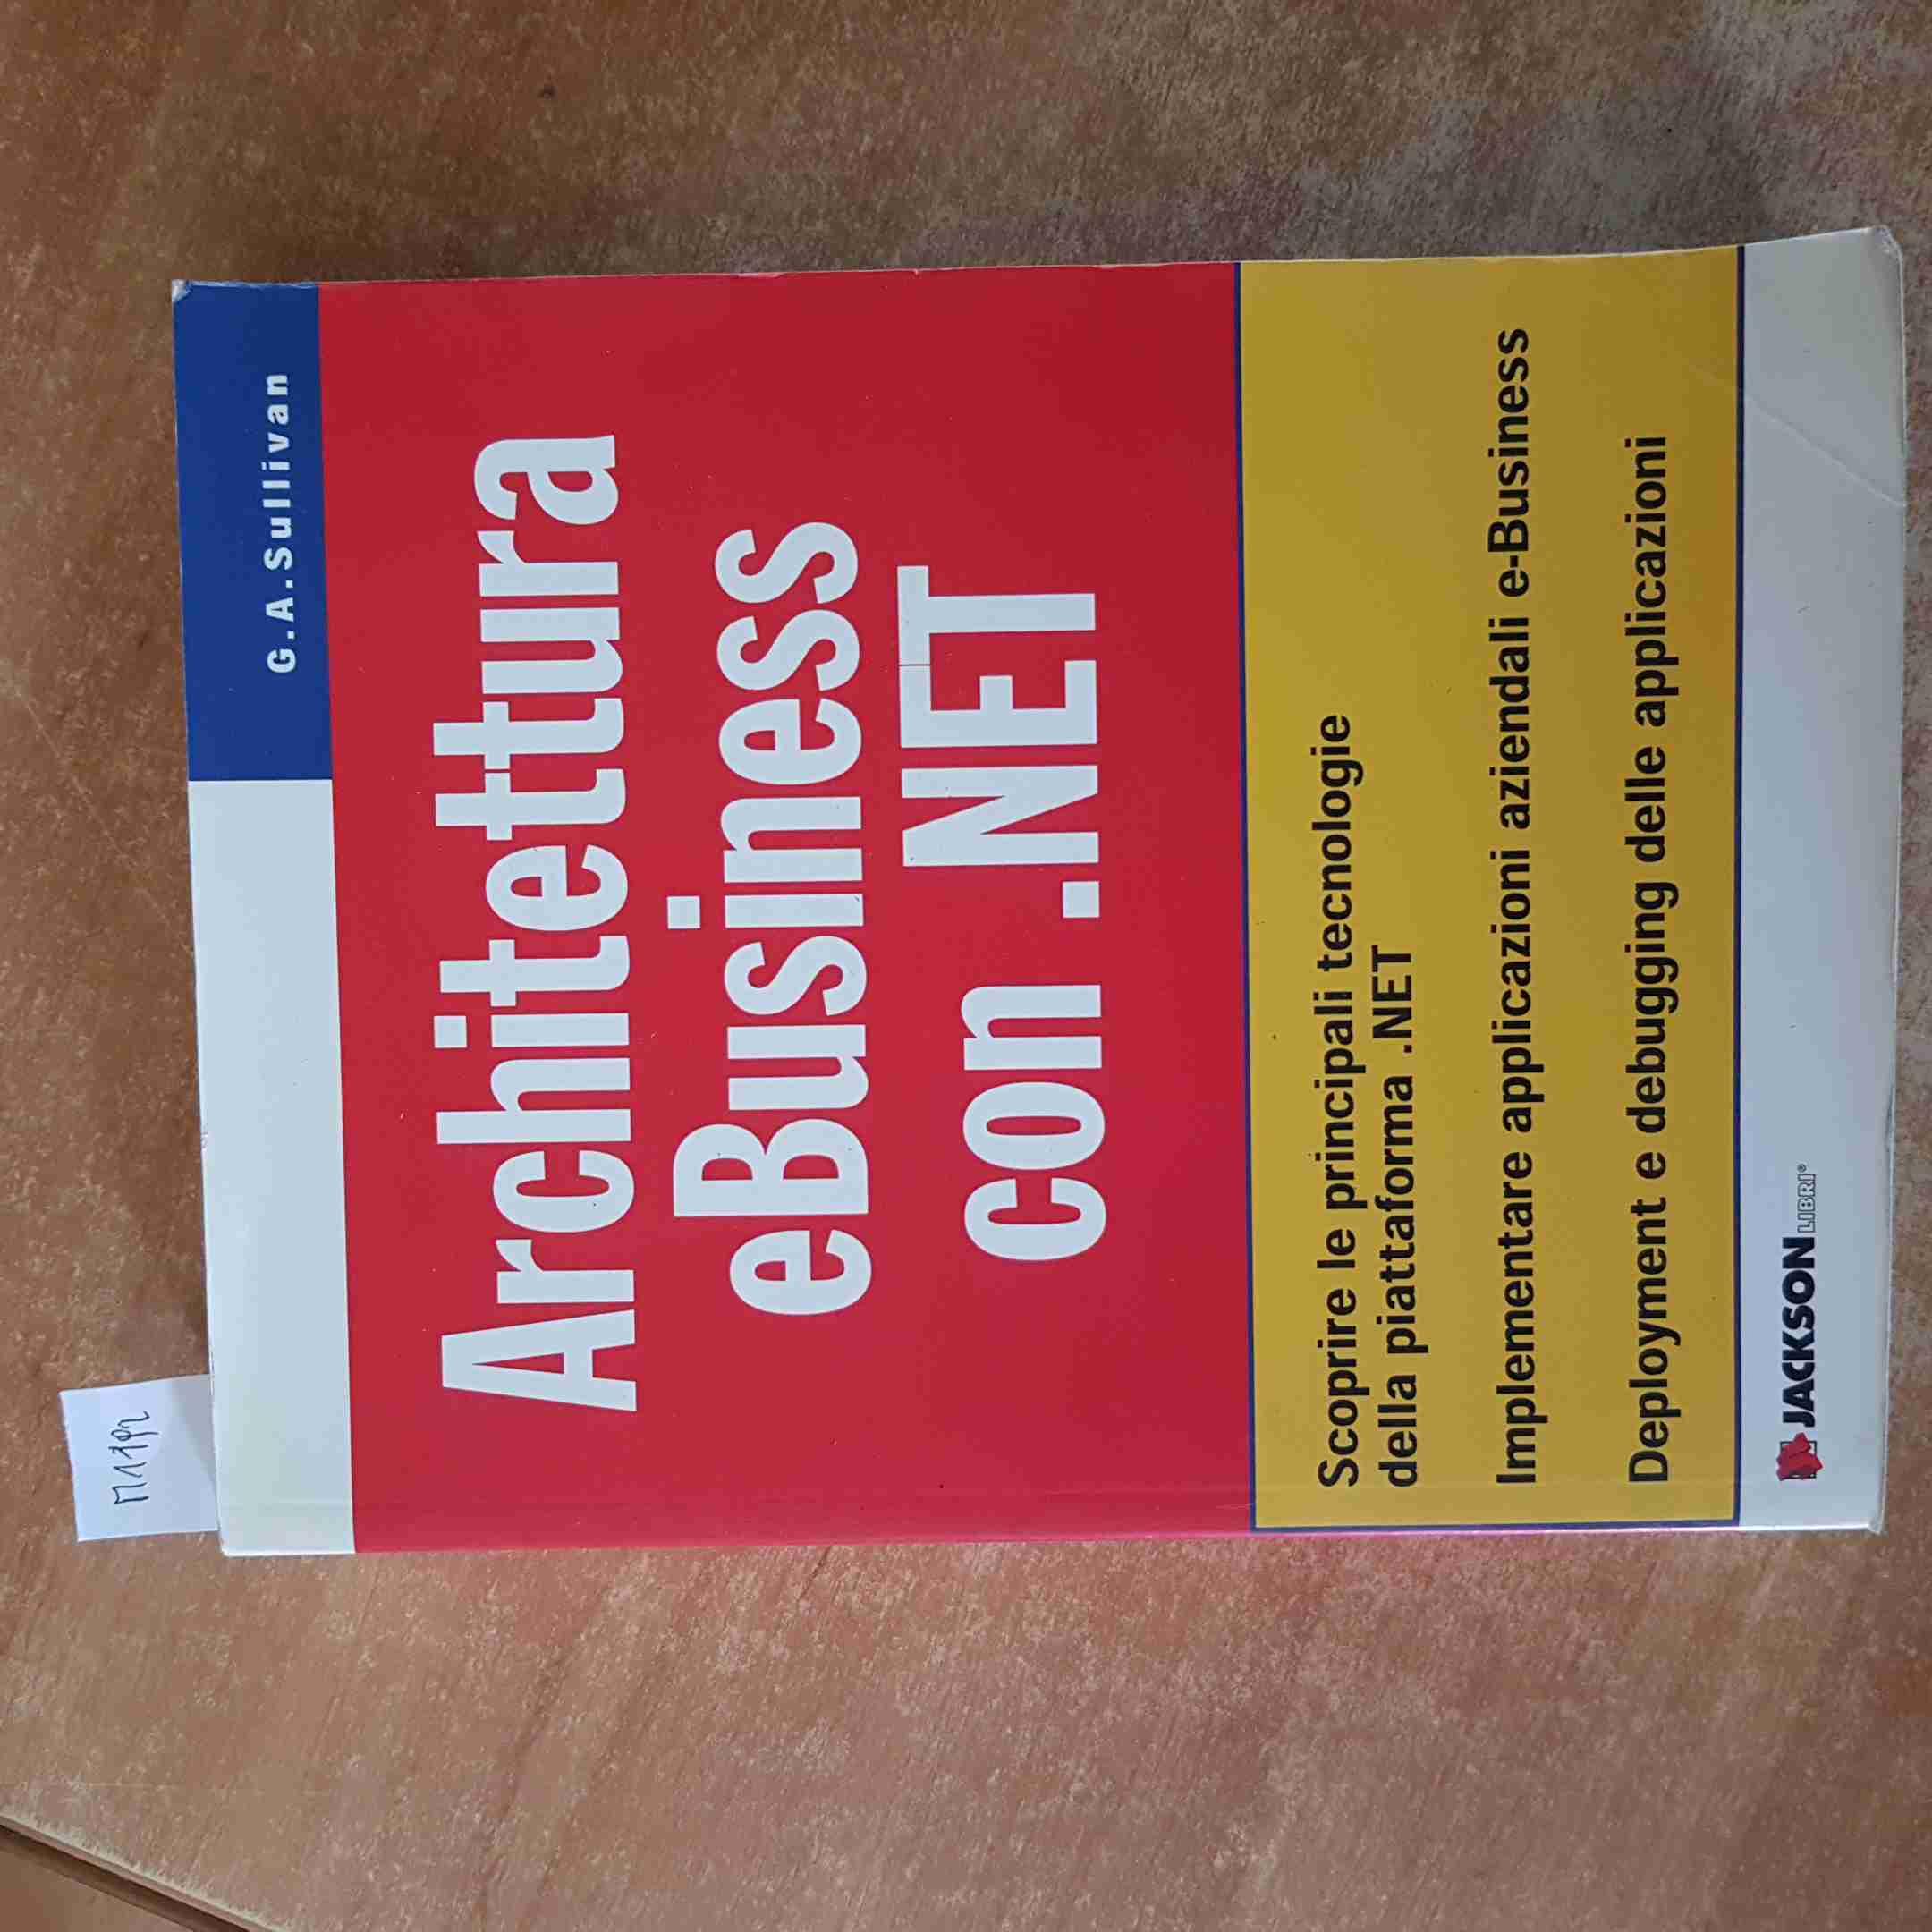 G.A.Sullivan
Architettura
eBusiness
con .NET
Scoprire le principali tecnologie
della piattaforma .NET
Implementare applicazioni aziendali e-Business
Deployment e debugging delle applicazioni
JACKSON LIBRI®